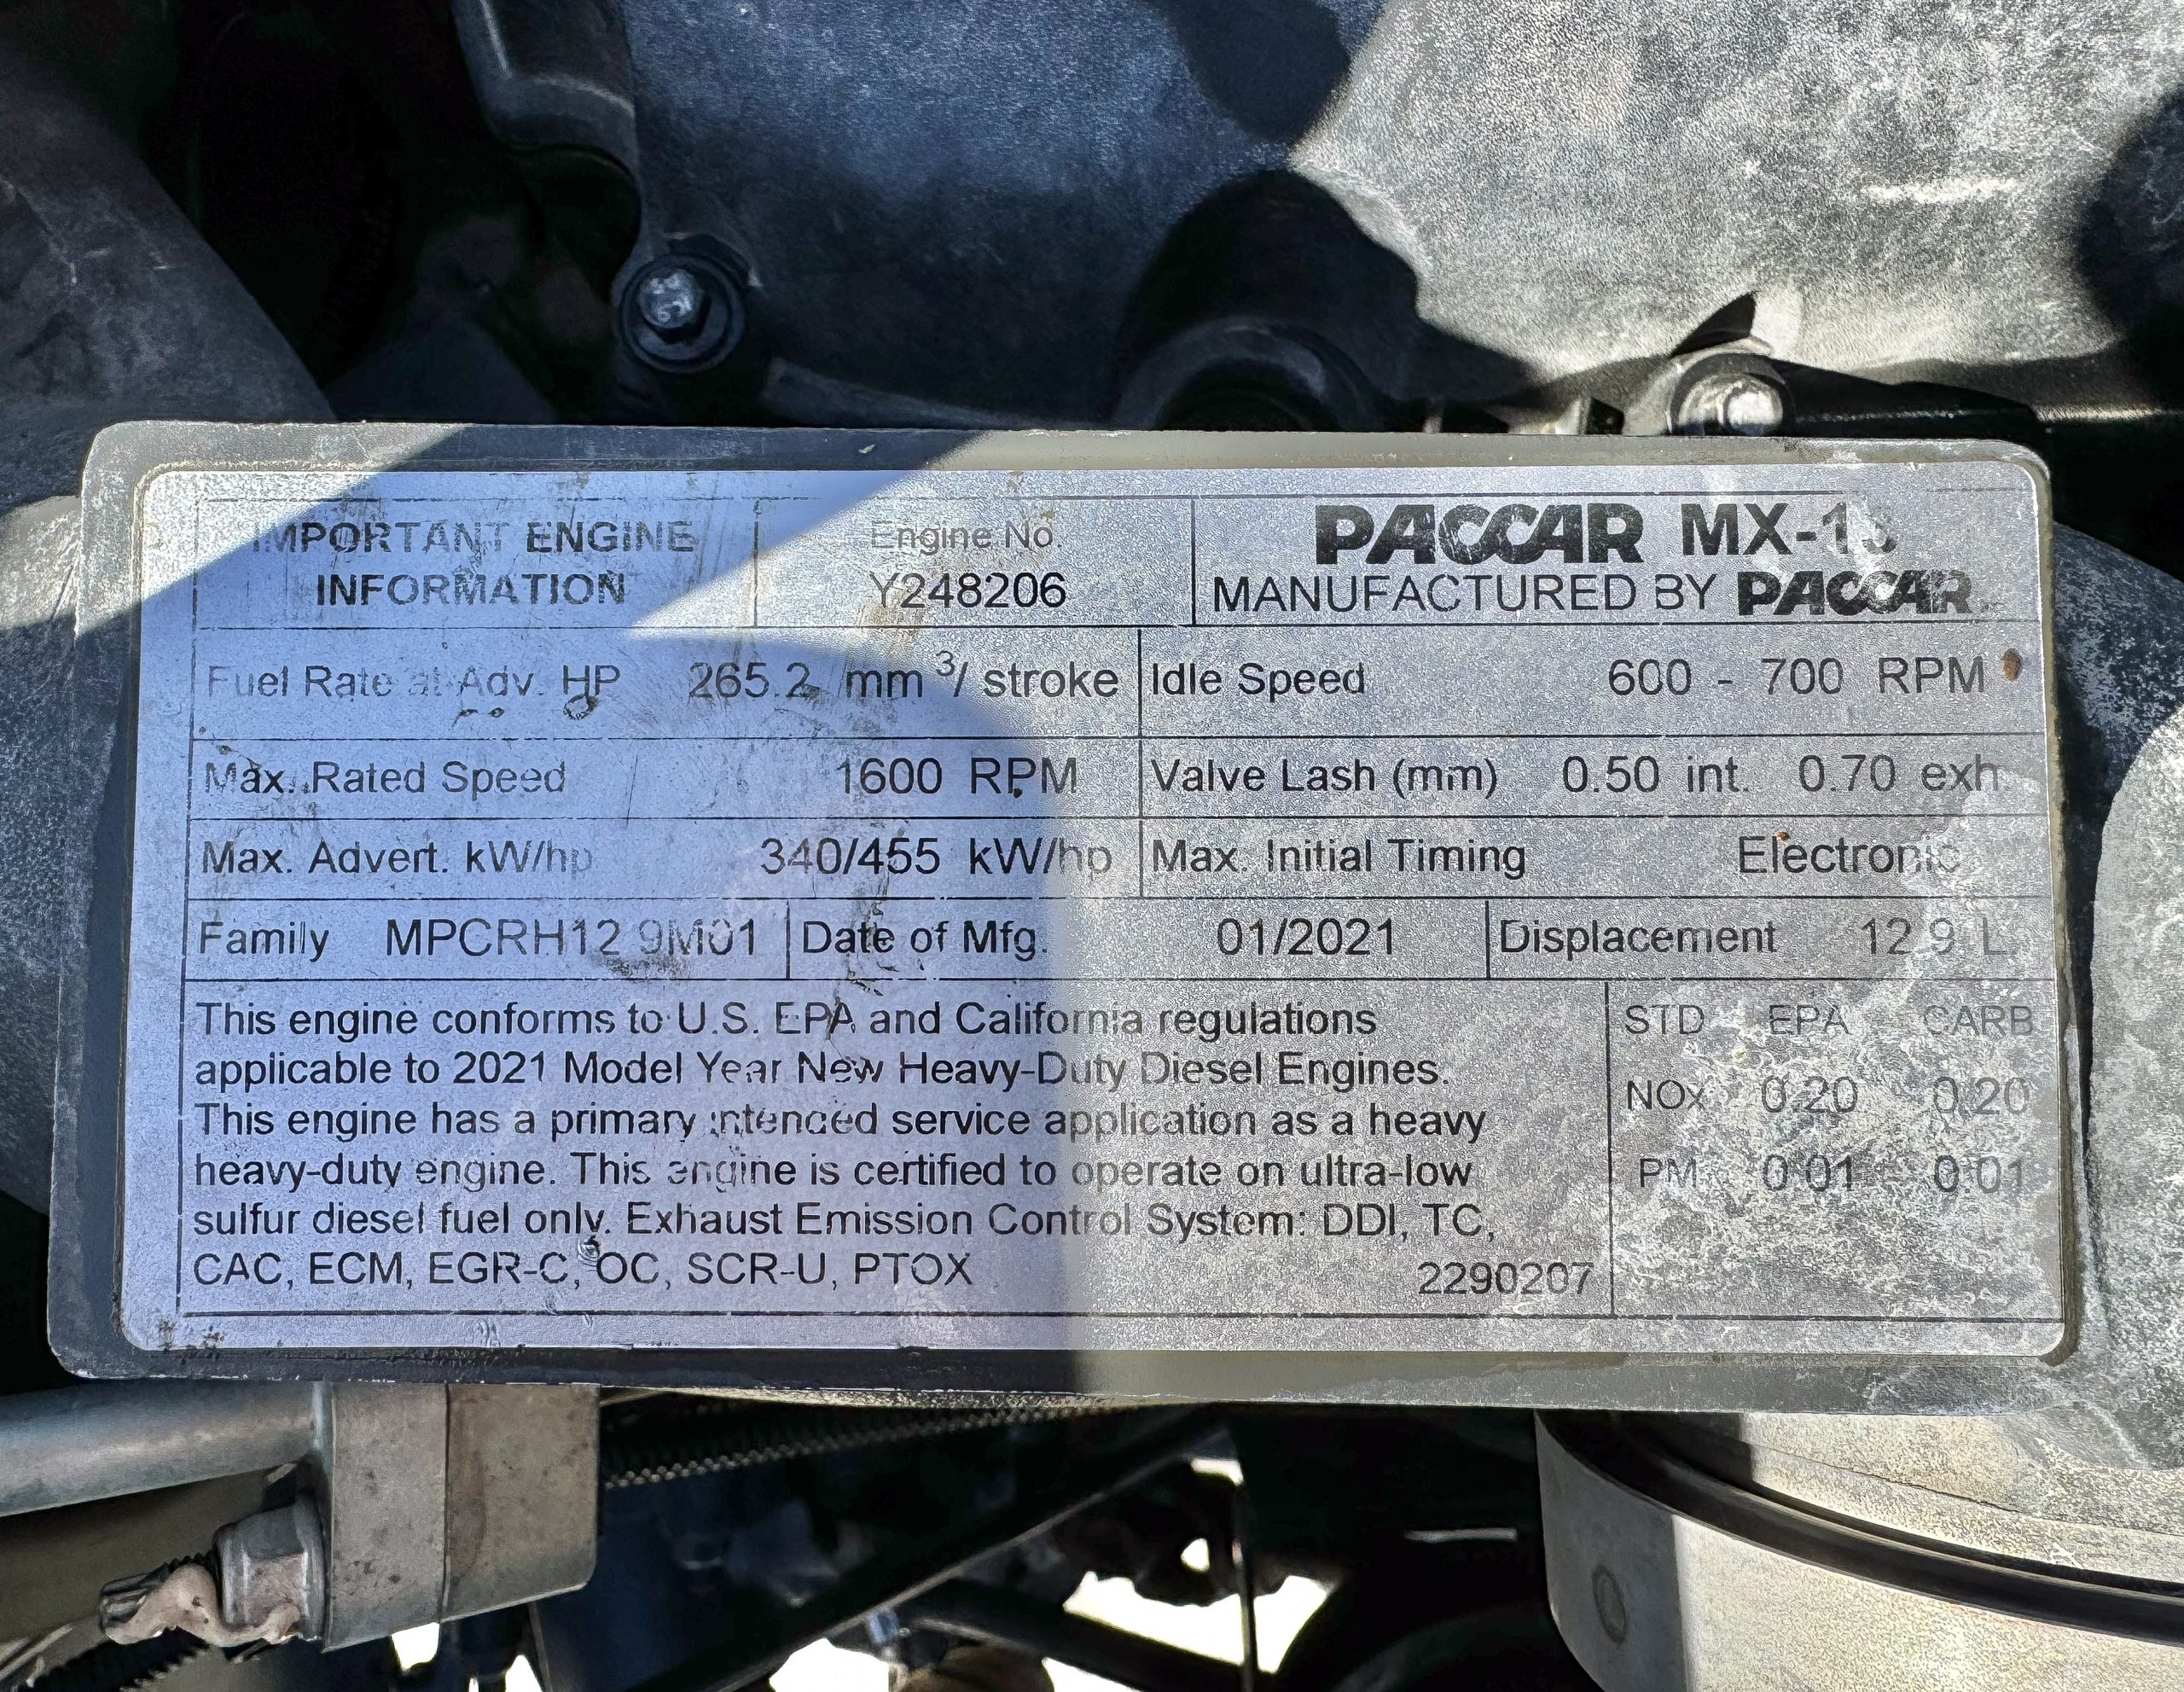 IMPORTANT ENGINE
INFORMATION
Engine No.
Y248206
PACCAR MX-13
MANUFACTURED BY PACCAR
Fuel Rate at Adv. HP 265.2 mm³/ stroke
Idle Speed 600 - 700 RPM
Max. Rated Speed 1600 RPM
Valve Lash (mm) 0.50 int. 0.70 exh.
Max. Advert. kW/hp 340/455 kW/hp
Max. Initial Timing Electronic
Family MPCRH12.9M01
Date of Mfg. 01/2021
Displacement 12.9 L
This engine conforms to U.S. EPA and California regulations
applicable to 2021 Model Year New Heavy-Duty Diesel Engines.
This engine has a primary intended service application as a heavy
heavy-duty engine. This engine is certified to operate on ultra-low
sulfur diesel fuel only. Exhaust Emission Control System: DDI, TC,
CAC, ECM, EGR-C, OC, SCR-U, PTOX
2290207
STD EPA CARB
NOx 0.20 0.20
PM 0.01 0.01